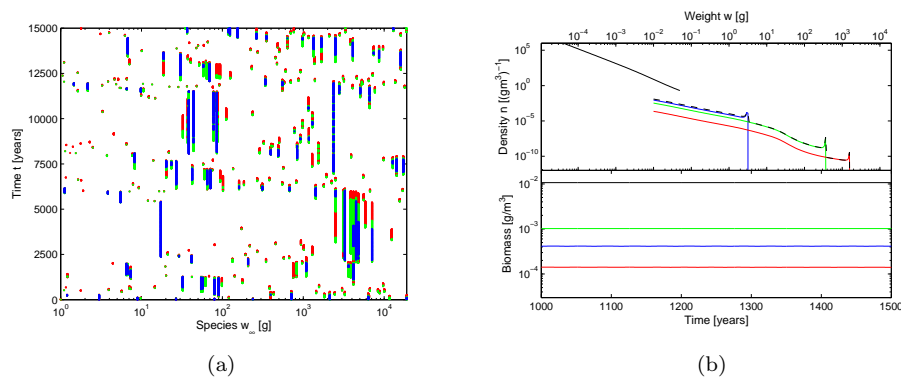 15000
12500
10000
7500
5000
2500
0
Time t [years]
10^0 10^1 10^2 10^3 10^4
Species w_∞ [g]
(a)
Weight w [g]
10^-4 10^-3 10^-2 10^-1 10^0 10^1 10^2 10^3 10^4
10^5
10^0
10^-5
10^-10
Density n [(gm^3)^-1]
10^-2
10^-3
10^-4
Biomass [g/m^3]
1000 1100 1200 1300 1400 1500
Time [years]
(b)